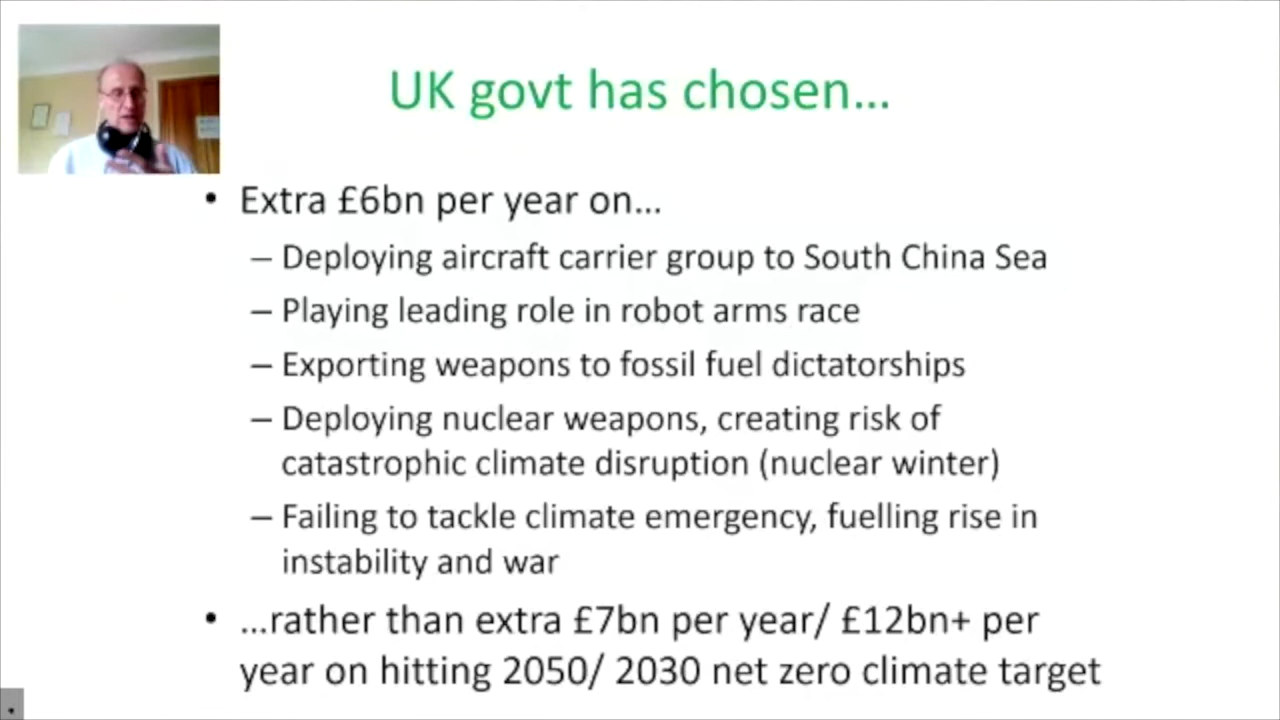 UK govt has chosen...
• Extra £6bn per year on...
– Deploying aircraft carrier group to South China Sea
– Playing leading role in robot arms race
– Exporting weapons to fossil fuel dictatorships
– Deploying nuclear weapons, creating risk of
catastrophic climate disruption (nuclear winter)
– Failing to tackle climate emergency, fuelling rise in
instability and war
• ...rather than extra £7bn per year/ £12bn+ per
year on hitting 2050/ 2030 net zero climate target